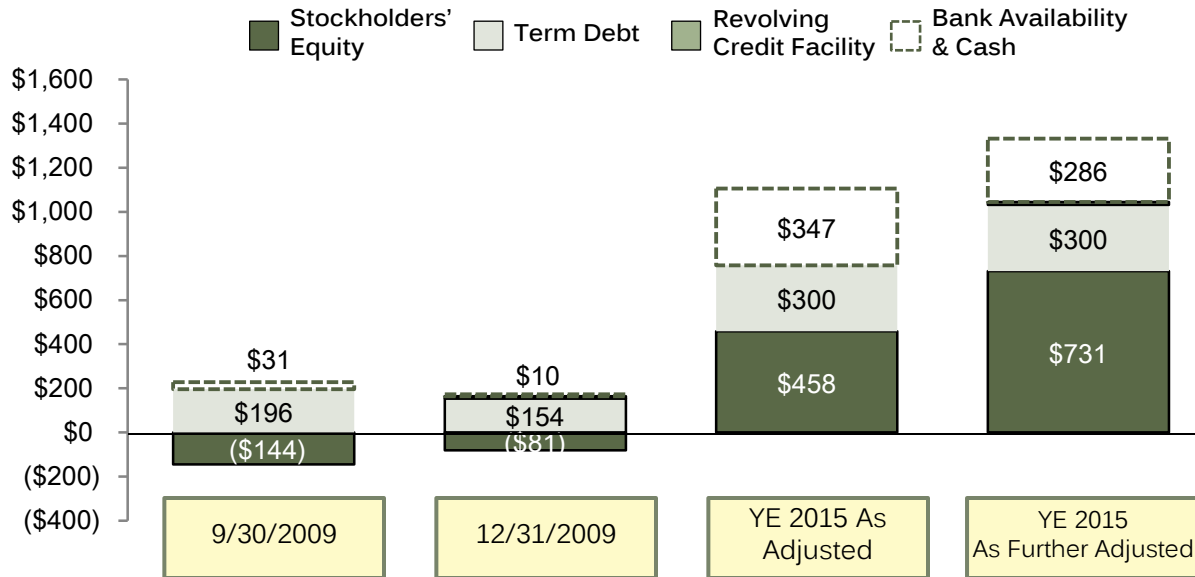 Stockholders’
Equity
Term Debt
Revolving
Credit Facility
Bank Availability
& Cash
$1,600
$1,400
$1,200
$1,000
$800
$600
$400
$200
$0
($200)
($400)
$31
$196
($144)
$10
$154
($81)
$347
$300
$458
$286
$300
$731
9/30/2009
12/31/2009
YE 2015 As
Adjusted
YE 2015
As Further Adjusted